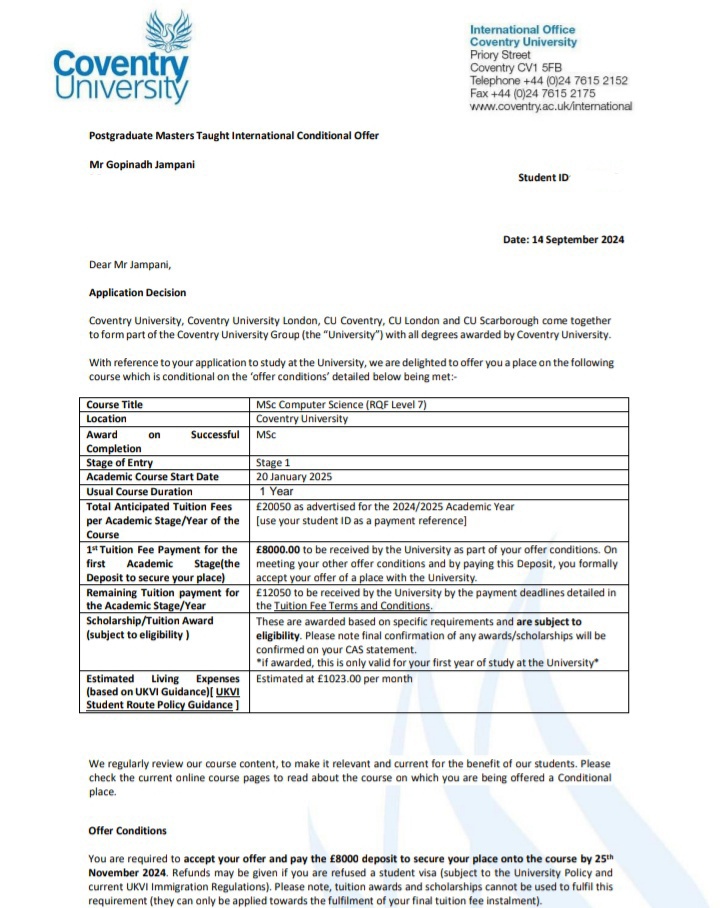 Coventry
University
International Office
Coventry University
Priory Street
Coventry CV1 5FB
Telephone +44 (0)24 7615 2152
Fax +44 (0)24 7615 2175
www.coventry.ac.uk/international
Postgraduate Masters Taught International Conditional Offer
Mr Gopinadh Jampani
Student ID
Date: 14 September 2024
Dear Mr Jampani,
Application Decision
Coventry University, Coventry University London, CU Coventry, CU London and CU Scarborough come together
to form part of the Coventry University Group (the “University”) with all degrees awarded by Coventry University.
With reference to your application to study at the University, we are delighted to offer you a place on the following
course which is conditional on the ‘offer conditions’ detailed below being met:-
Course Title MSc Computer Science (RQF Level 7)
Location Coventry University
Award on Successful MSc
Completion
Stage of Entry Stage 1
Academic Course Start Date 20 January 2025
Usual Course Duration 1 Year
Total Anticipated Tuition Fees £20050 as advertised for the 2024/2025 Academic Year
per Academic Stage/Year of the [use your student ID as a payment reference]
Course
1st Tuition Fee Payment for the £8000.00 to be received by the University as part of your offer conditions. On
first Academic Stage(the meeting your other offer conditions and by paying this Deposit, you formally
Deposit to secure your place) accept your offer of a place with the University.
Remaining Tuition payment for £12050 to be received by the University by the payment deadlines detailed in
the Academic Stage/Year the Tuition Fee Terms and Conditions.
Scholarship/Tuition Award These are awarded based on specific requirements and are subject to
(subject to eligibility ) eligibility. Please note final confirmation of any awards/scholarships will be
confirmed on your CAS statement.
*if awarded, this is only valid for your first year of study at the University*
Estimated Living Expenses Estimated at £1023.00 per month
(based on UKVI Guidance)[ UKVI
Student Route Policy Guidance ]
We regularly review our course content, to make it relevant and current for the benefit of our students. Please
check the current online course pages to read about the course on which you are being offered a Conditional
place.
Offer Conditions
You are required to accept your offer and pay the £8000 deposit to secure your place onto the course by 25th
November 2024. Refunds may be given if you are refused a student visa (subject to the University Policy and
current UKVI Immigration Regulations). Please note, tuition awards and scholarships cannot be used to fulfil this
requirement (they can only be applied towards the fulfilment of your final tuition fee instalment).